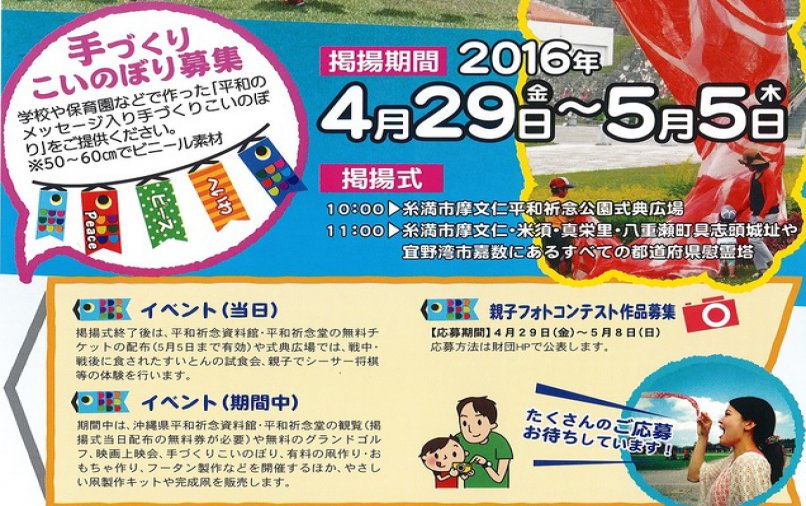 手づくり
こいのぼり募集
学校や保育園などで作った「平和の
メッセージ」入り手づくりこいのぼ
り」をご提供ください。
※50～60㎝でビニール素材
Peace
ピース
へいわ
掲揚期間 2016年
4月29日金～5月5日木
掲揚式
10:00▶糸満市摩文仁平和祈念公園式典広場
11:00▶糸満市摩文仁・米須・真栄里・八重瀬町具志頭城址や
宜野湾市嘉数にあるすべての都道府県慰霊塔
イベント(当日)
掲揚式終了後は、平和祈念資料館・平和祈念堂の無料チ
ケットの配布(5月5日まで有効)や式典広場では、戦中・
戦後に食されたすいとんの試食会、親子でシーサー将棋
等の体験を行います。
イベント(期間中)
期間中は、沖縄県平和祈念資料館・平和祈念堂の観覧(掲
揚式当日配布の無料券が必要)や無料のグランドゴル
フ、映画上映会、手づくりこいのぼり、有料の凧作り・お
もちゃ作り、フータン製作などを開催するほか、やさし
い凧製作キットや完成凧を販売します。
親子フォトコンテスト作品募集
【応募期間】4月29日(金)～5月8日(日)
応募方法は財団HPで公表します。
たくさんのご応募
お待ちしています!